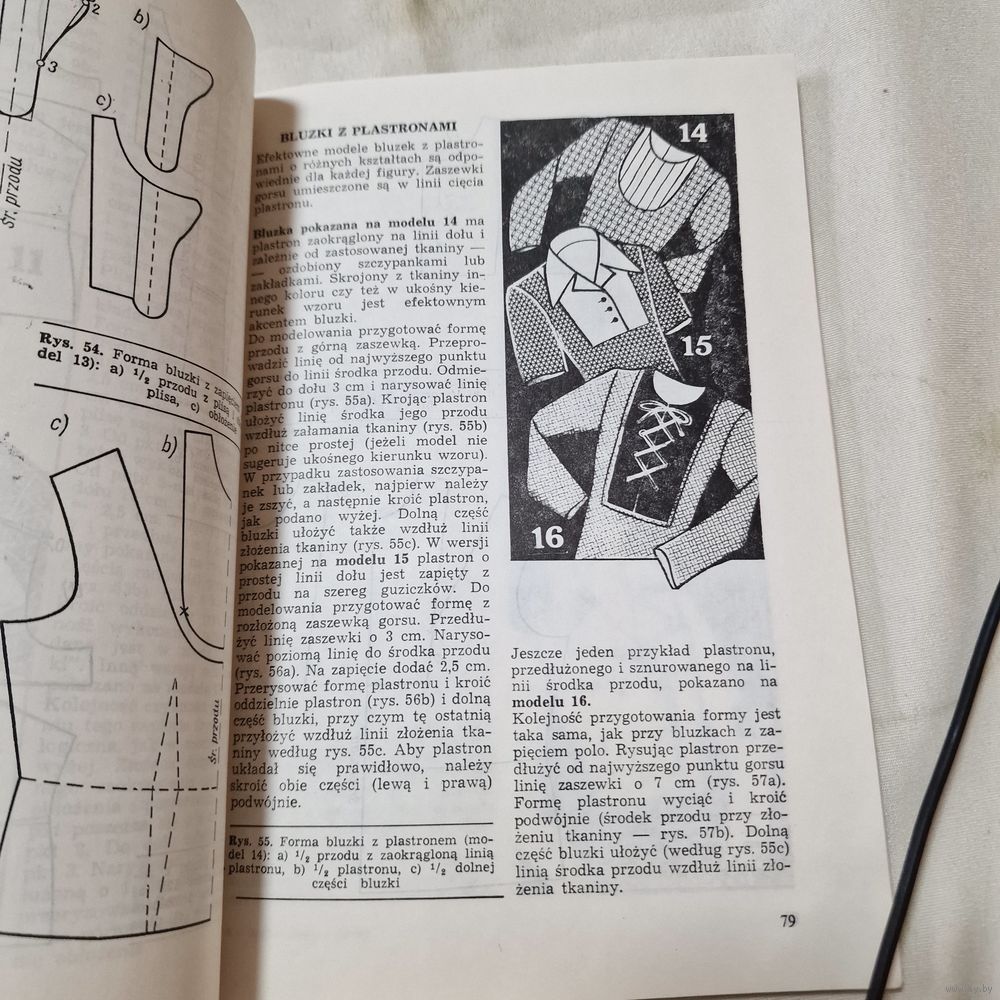 2
b)
3
c)
Śr. przodu
Rys. 54. Forma bluzki z
del 13): a) ¹/₂ przodu z plisą
plisą, c) obłożenie
c)
b)
śr. przodu
BLUZKI Z PLASTRONAMI
Efektowne modele bluzek z plastro-
nami o różnych kształtach są odpo-
wiednie dla każdej figury. Zaszewki
gorsu umieszczone są w linii cięcia
plastronu.
Bluzka pokazana na modelu 14 ma
plastron zaokrąglony na linii dołu i
zależnie od zastosowanej tkaniny —
— ozdobiony szczypankami lub
zakładkami. Skrojony z tkaniny in-
nego koloru czy też w ukośny kie-
runek wzoru jest efektownym
akcentem bluzki.
Do modelowania przygotować formę
przodu z górną zaszewką. Przepro-
wadzić linię od najwyższego punktu
gorsu do linii środka przodu. Odmie-
rzyć do dołu 3 cm i narysować linię
plastronu (rys. 55a). Krojąc plastron
ułożyć linię środka jego przodu
wzdłuż załamania tkaniny (rys. 55b)
po nitce prostej (jeżeli model nie
sugeruje ukośnego kierunku wzoru).
W przypadku zastosowania szczypa-
nek lub zakładek, najpierw należy
je zszyć, a następnie kroić plastron,
jak podano wyżej. Dolną część
bluzki ułożyć także wzdłuż linii
złożenia tkaniny (rys. 55c). W wersji
pokazanej na modelu 15 plastron o
prostej linii dołu jest zapięty z
przodu na szereg guziczków. Do
modelowania przygotować formę z
rozłożoną zaszewką gorsu. Przedłu-
żyć linię zaszewki o 3 cm. Naryso-
wać poziomą linię do środka przodu
(rys. 56a). Na zapięcie dodać 2,5 cm.
Przerysować formę plastronu i kroić
oddzielnie plastron (rys. 56b) i dolną
część bluzki, przy czym tę ostatnią
przyłożyć wzdłuż linii złożenia tka-
niny według rys. 55c. Aby plastron
układał się prawidłowo, należy
skroić obie części (lewą i prawą)
podwójnie.
Rys. 55. Forma bluzki z plastronem (mo-
del 14): a) ¹/₂ przodu z zaokrągloną linią
plastronu, b) ¹/₂ plastronu, c) ¹/₂ dolnej
części bluzki
14
15
16
Jeszcze jeden przykład plastronu,
przedłużonego i sznurowanego na li-
nii środka przodu, pokazano na
modelu 16.
Kolejność przygotowania formy jest
taka sama, jak przy bluzkach z za-
pięciem polo. Rysując plastron prze-
dłużyć od najwyższego punktu gorsu
linię zaszewki o 7 cm (rys. 57a).
Formę plastronu wyciąć i kroić
podwójnie (środek przodu przy zło-
żeniu tkaniny — rys. 57b). Dolną
część bluzki ułożyć (według rys. 55c)
linią środka przodu wzdłuż linii zło-
żenia tkaniny.
79